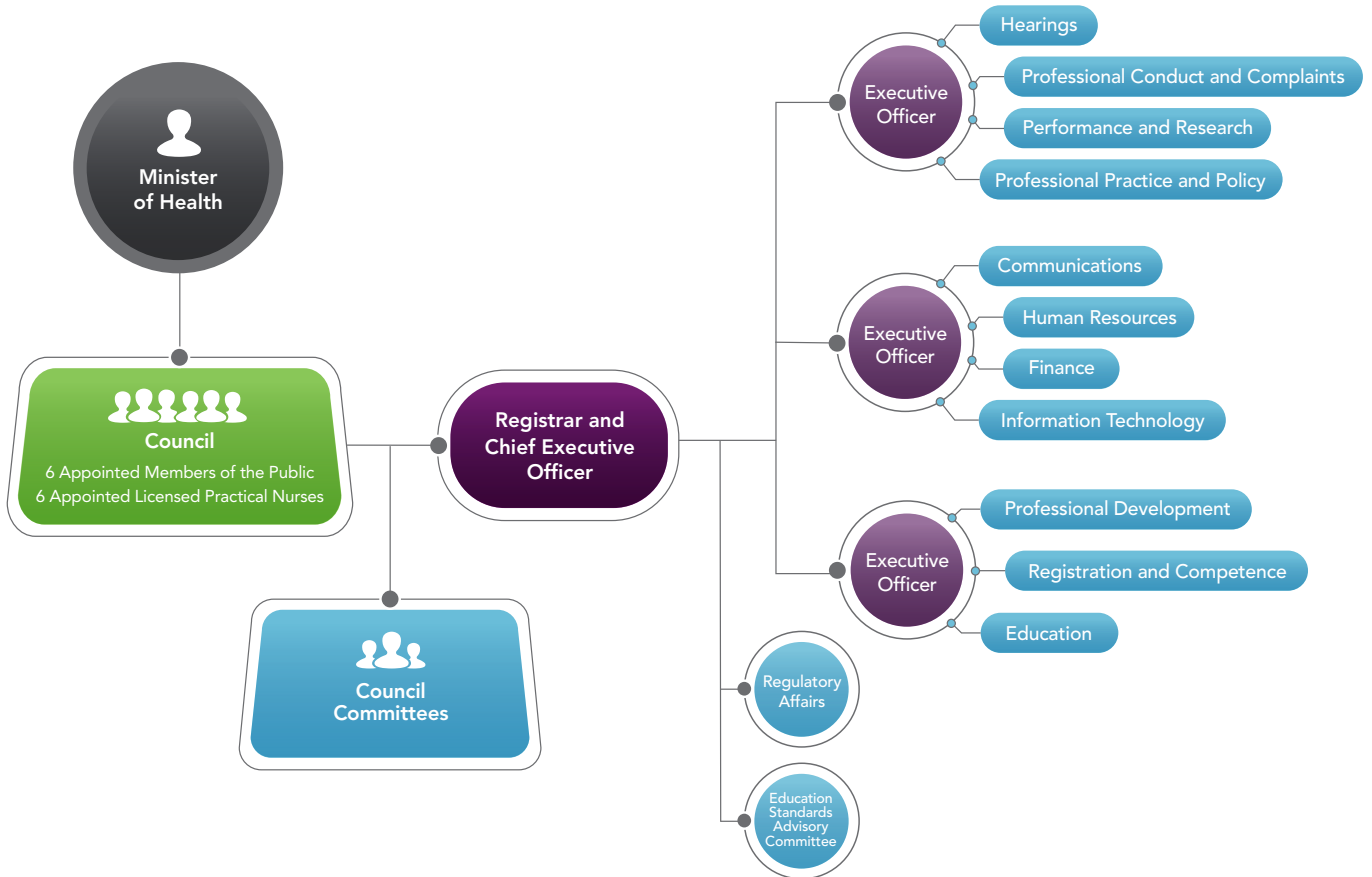 Minister
of Health
Council
6 Appointed Members of the Public
6 Appointed Licensed Practical Nurses
Council
Committees
Registrar and
Chief Executive
Officer
Executive
Officer
Hearings
Professional Conduct and Complaints
Performance and Research
Professional Practice and Policy
Executive
Officer
Communications
Human Resources
Finance
Information Technology
Executive
Officer
Professional Development
Registration and Competence
Education
Regulatory
Affairs
Education
Standards
Advisory
Committee